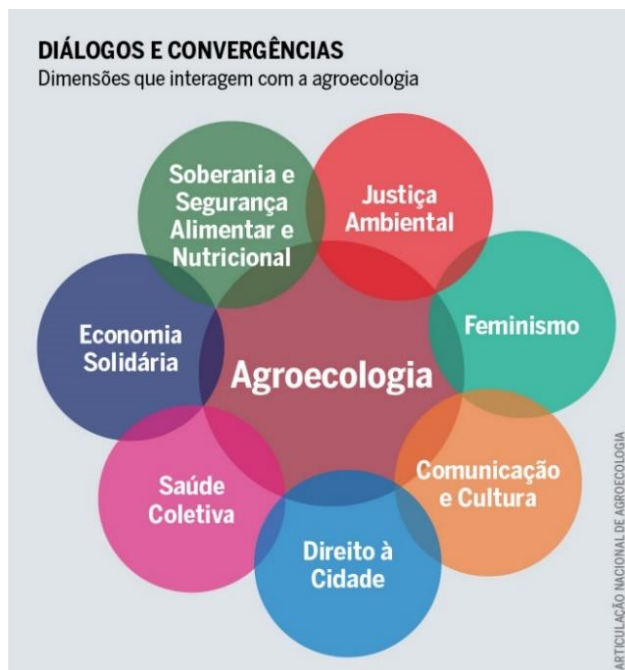 DIÁLOGOS E CONVERGÊNCIAS
Dimensões que interagem com a agroecologia
Soberania e
Segurança
Alimentar e
Nutricional
Justiça
Ambiental
Economia
Solidária
Feminismo
Agroecologia
Saúde
Coletiva
Comunicação
e Cultura
Direito à
Cidade
ARTICULAÇÃO NACIONAL DE AGROECOLOGIA